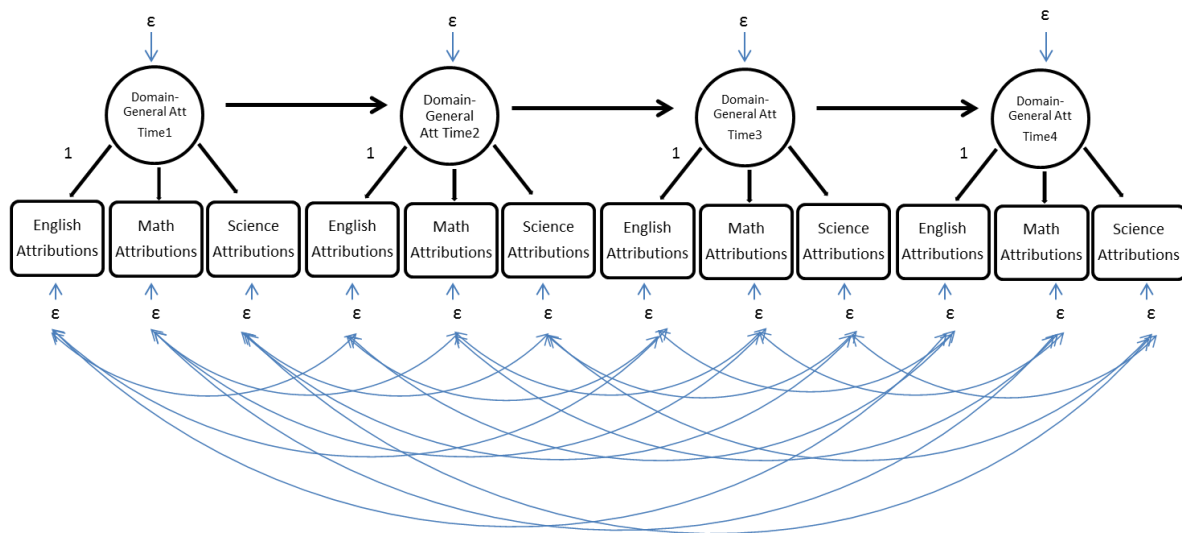 ε ε ε ε
Domain-
General Att
Time1
Domain-
General
Att Time2
Domain-
General Att
Time3
Domain-
General Att
Time4
1 1 1 1
English
Attributions
Math
Attributions
Science
Attributions
English
Attributions
Math
Attributions
Science
Attributions
English
Attributions
Math
Attributions
Science
Attributions
English
Attributions
Math
Attributions
Science
Attributions
ε ε ε ε ε ε ε ε ε ε ε ε